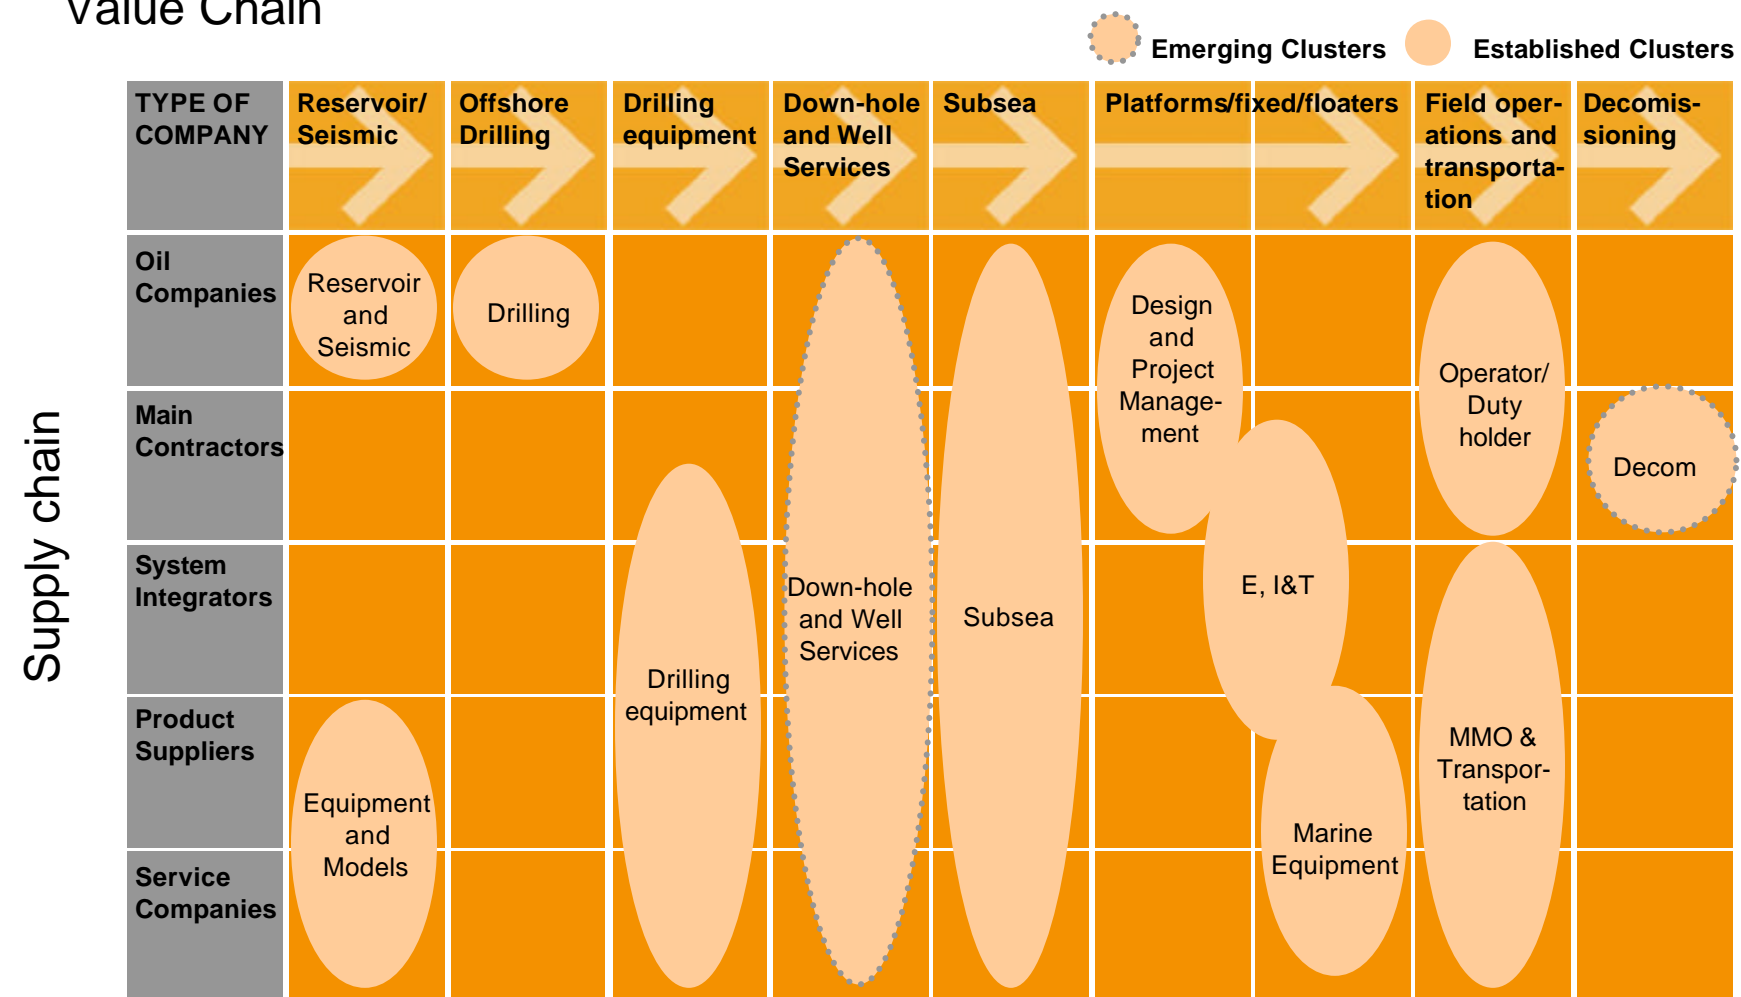 Value Chain
Emerging Clusters
Established Clusters
TYPE OF
COMPANY
Reservoir/
Seismic
Offshore
Drilling
Drilling
equipment
Down-hole
and Well
Services
Subsea
Platforms/fixed/floaters
Field oper-
ations and
transporta-
tion
Decomis-
sioning
Supply chain
Oil
Companies
Reservoir
and
Seismic
Drilling
Design
and
Project
Manage-
ment
Operator/
Duty
holder
Main
Contractors
Decom
System
Integrators
Down-hole
and Well
Services
Subsea
E, I&T
Drilling
equipment
Product
Suppliers
MMO &
Transpor-
tation
Equipment
and
Models
Marine
Equipment
Service
Companies